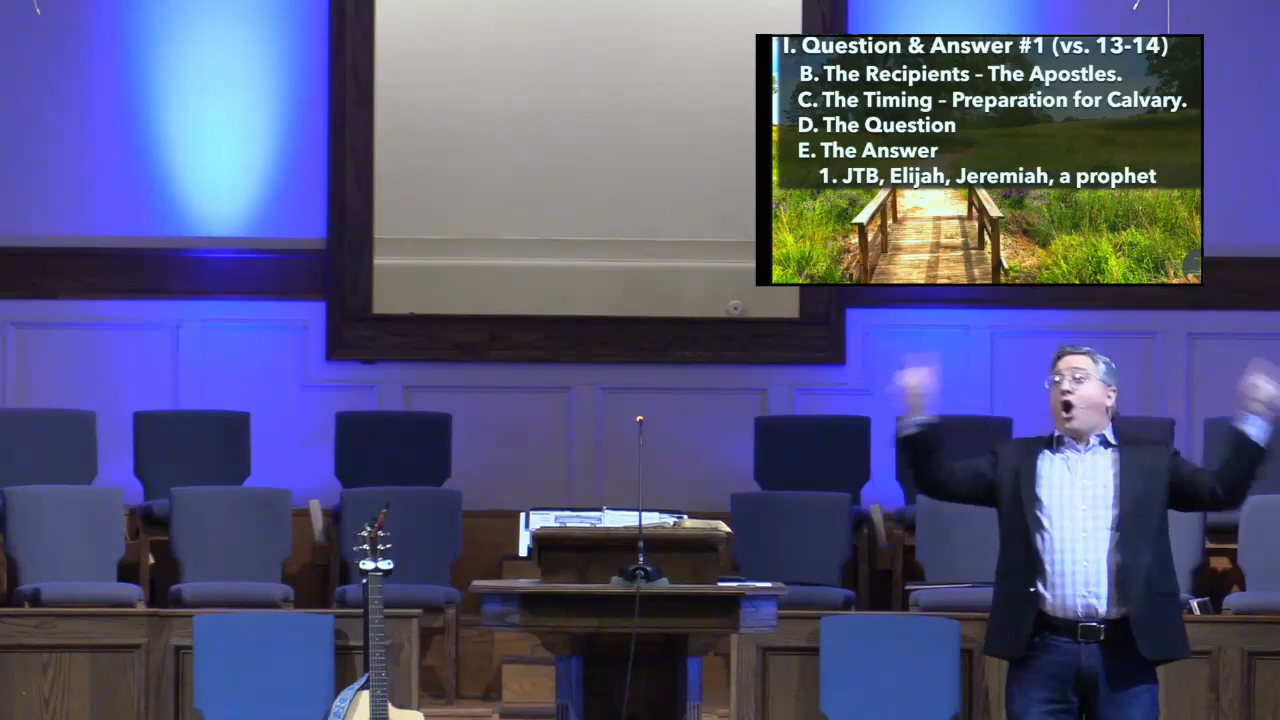 I. Question & Answer #1 (vs. 13-14)
B. The Recipients – The Apostles.
C. The Timing – Preparation for Calvary.
D. The Question
E. The Answer
1. JTB, Elijah, Jeremiah, a prophet